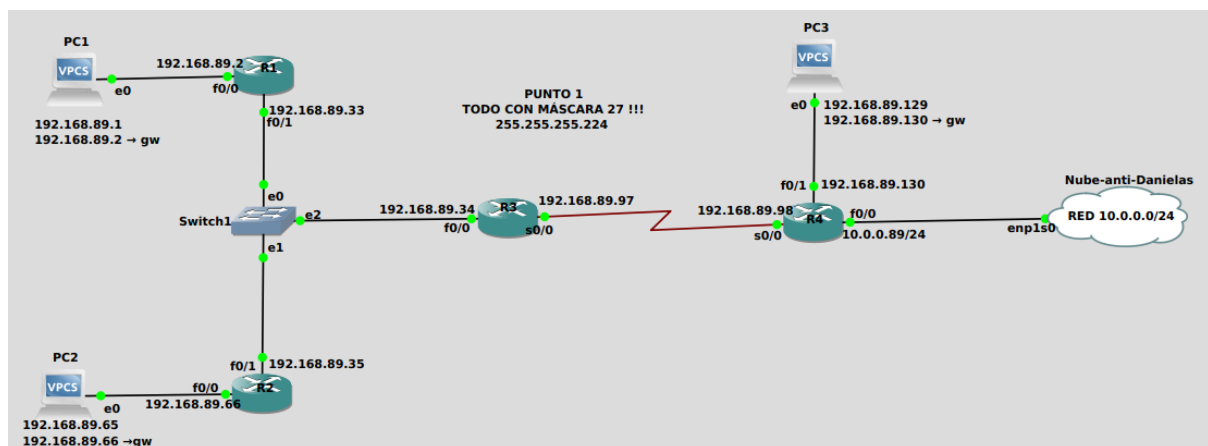 PC1
VPCS
e0
192.168.89.1
192.168.89.2 → gw
192.168.89.2
R1
f0/0
192.168.89.33
f0/1
PUNTO 1
TODO CON MÁSCARA 27 !!!
255.255.255.224
PC3
VPCS
e0
192.168.89.129
192.168.89.130 → gw
f0/1
192.168.89.130
Nube-anti-Danielas
RED 10.0.0.0/24
enp1s0
e0
Switch1
e2
e1
192.168.89.34
f0/0
R3
192.168.89.97
s0/0
192.168.89.98
s0/0
R4
f0/0
10.0.0.89/24
f0/1
192.168.89.35
R2
f0/0
192.168.89.66
PC2
VPCS
e0
192.168.89.65
192.168.89.66 →gw